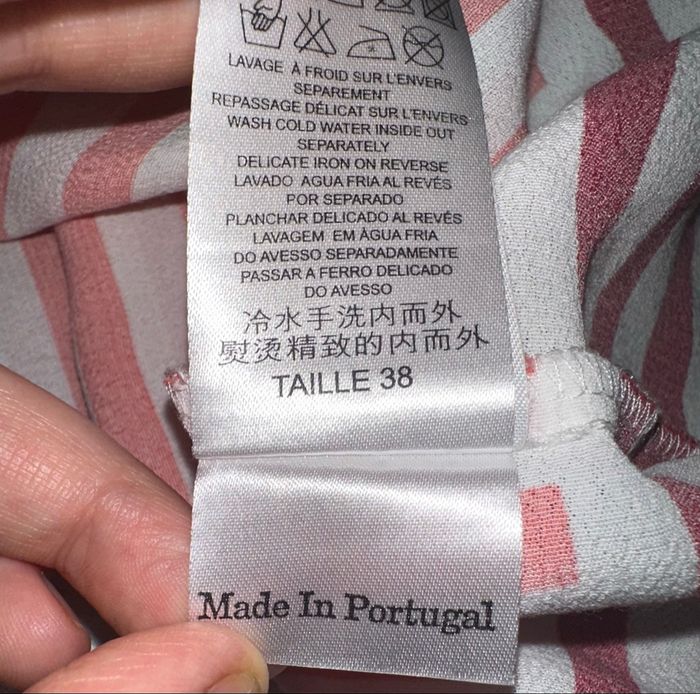 LAVAGE À FROID SUR L'ENVERS
SEPAREMENT
REPASSAGE DÉLICAT SUR L'ENVERS
WASH COLD WATER INSIDE OUT
SEPARATELY
DELICATE IRON ON REVERSE
LAVADO AGUA FRIA AL REVÉS
POR SEPARADO
PLANCHAR DELICADO AL REVÉS
LAVAGEM EM ÀGUA FRIA
DO AVESSO SEPARADAMENTE
PASSAR A FERRO DELICADO
DO AVESSO
冷水手洗内而外
熨烫精致的内而外
TAILLE 38
Made In Portugal